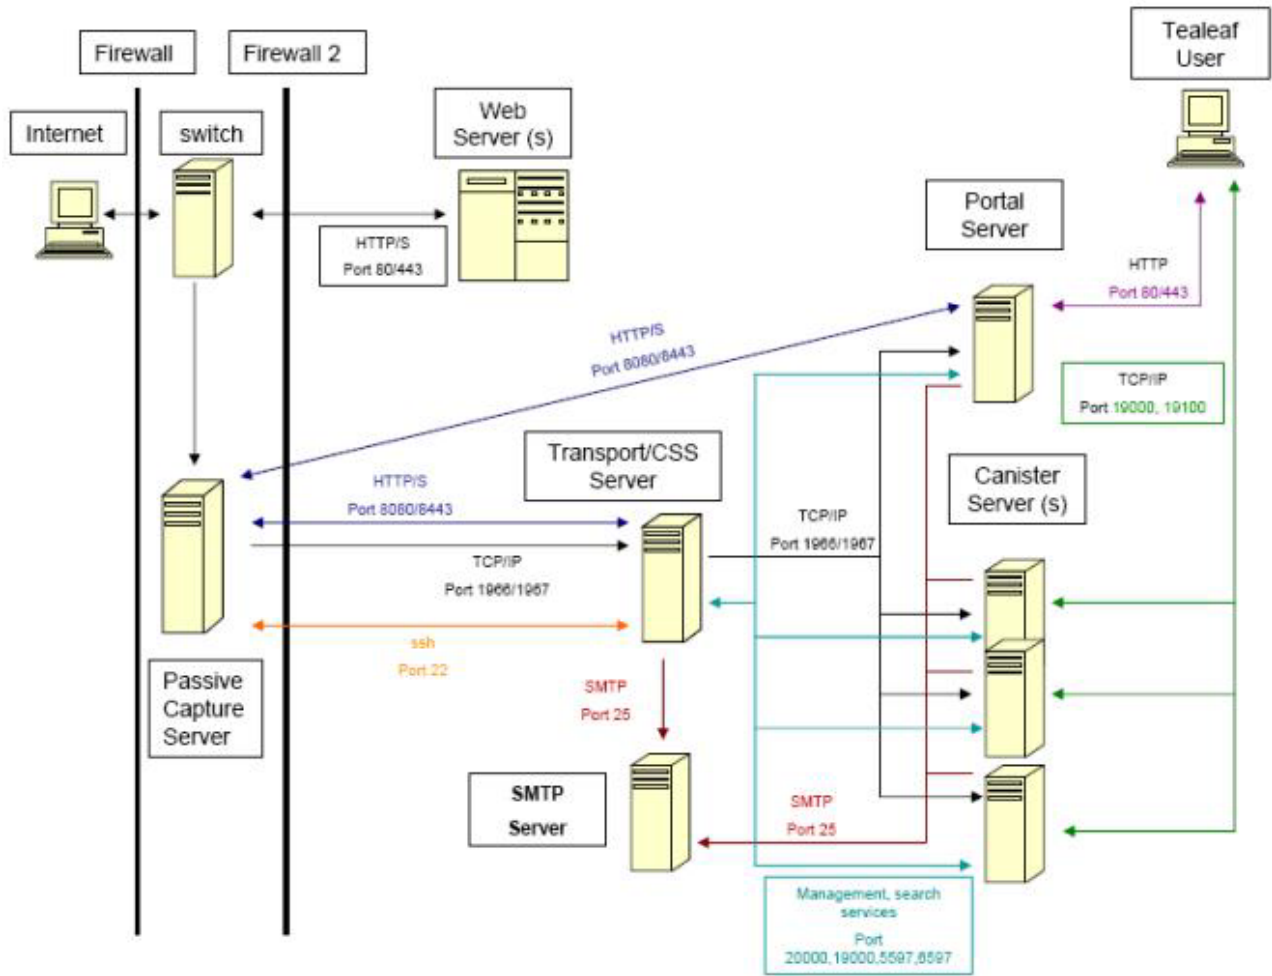 Tealeaf
User
Firewall
Firewall 2
Internet
switch
Web
Server (s)
HTTP/S
Port 80/443
Portal
Server
HTTP
Port 80/443
HTTP/S
Port 8080/8443
TCP/IP
Port 19000, 19100
Transport/CSS
Server
Canister
Server (s)
HTTP/S
Port 8080/8443
TCP/IP
Port 1966/1967
TCP/IP
Port 1966/1967
ssh
Port 22
Passive
Capture
Server
SMTP
Port 25
SMTP
Server
SMTP
Port 25
Management, search
services
Port
20000,19000,5597,6597